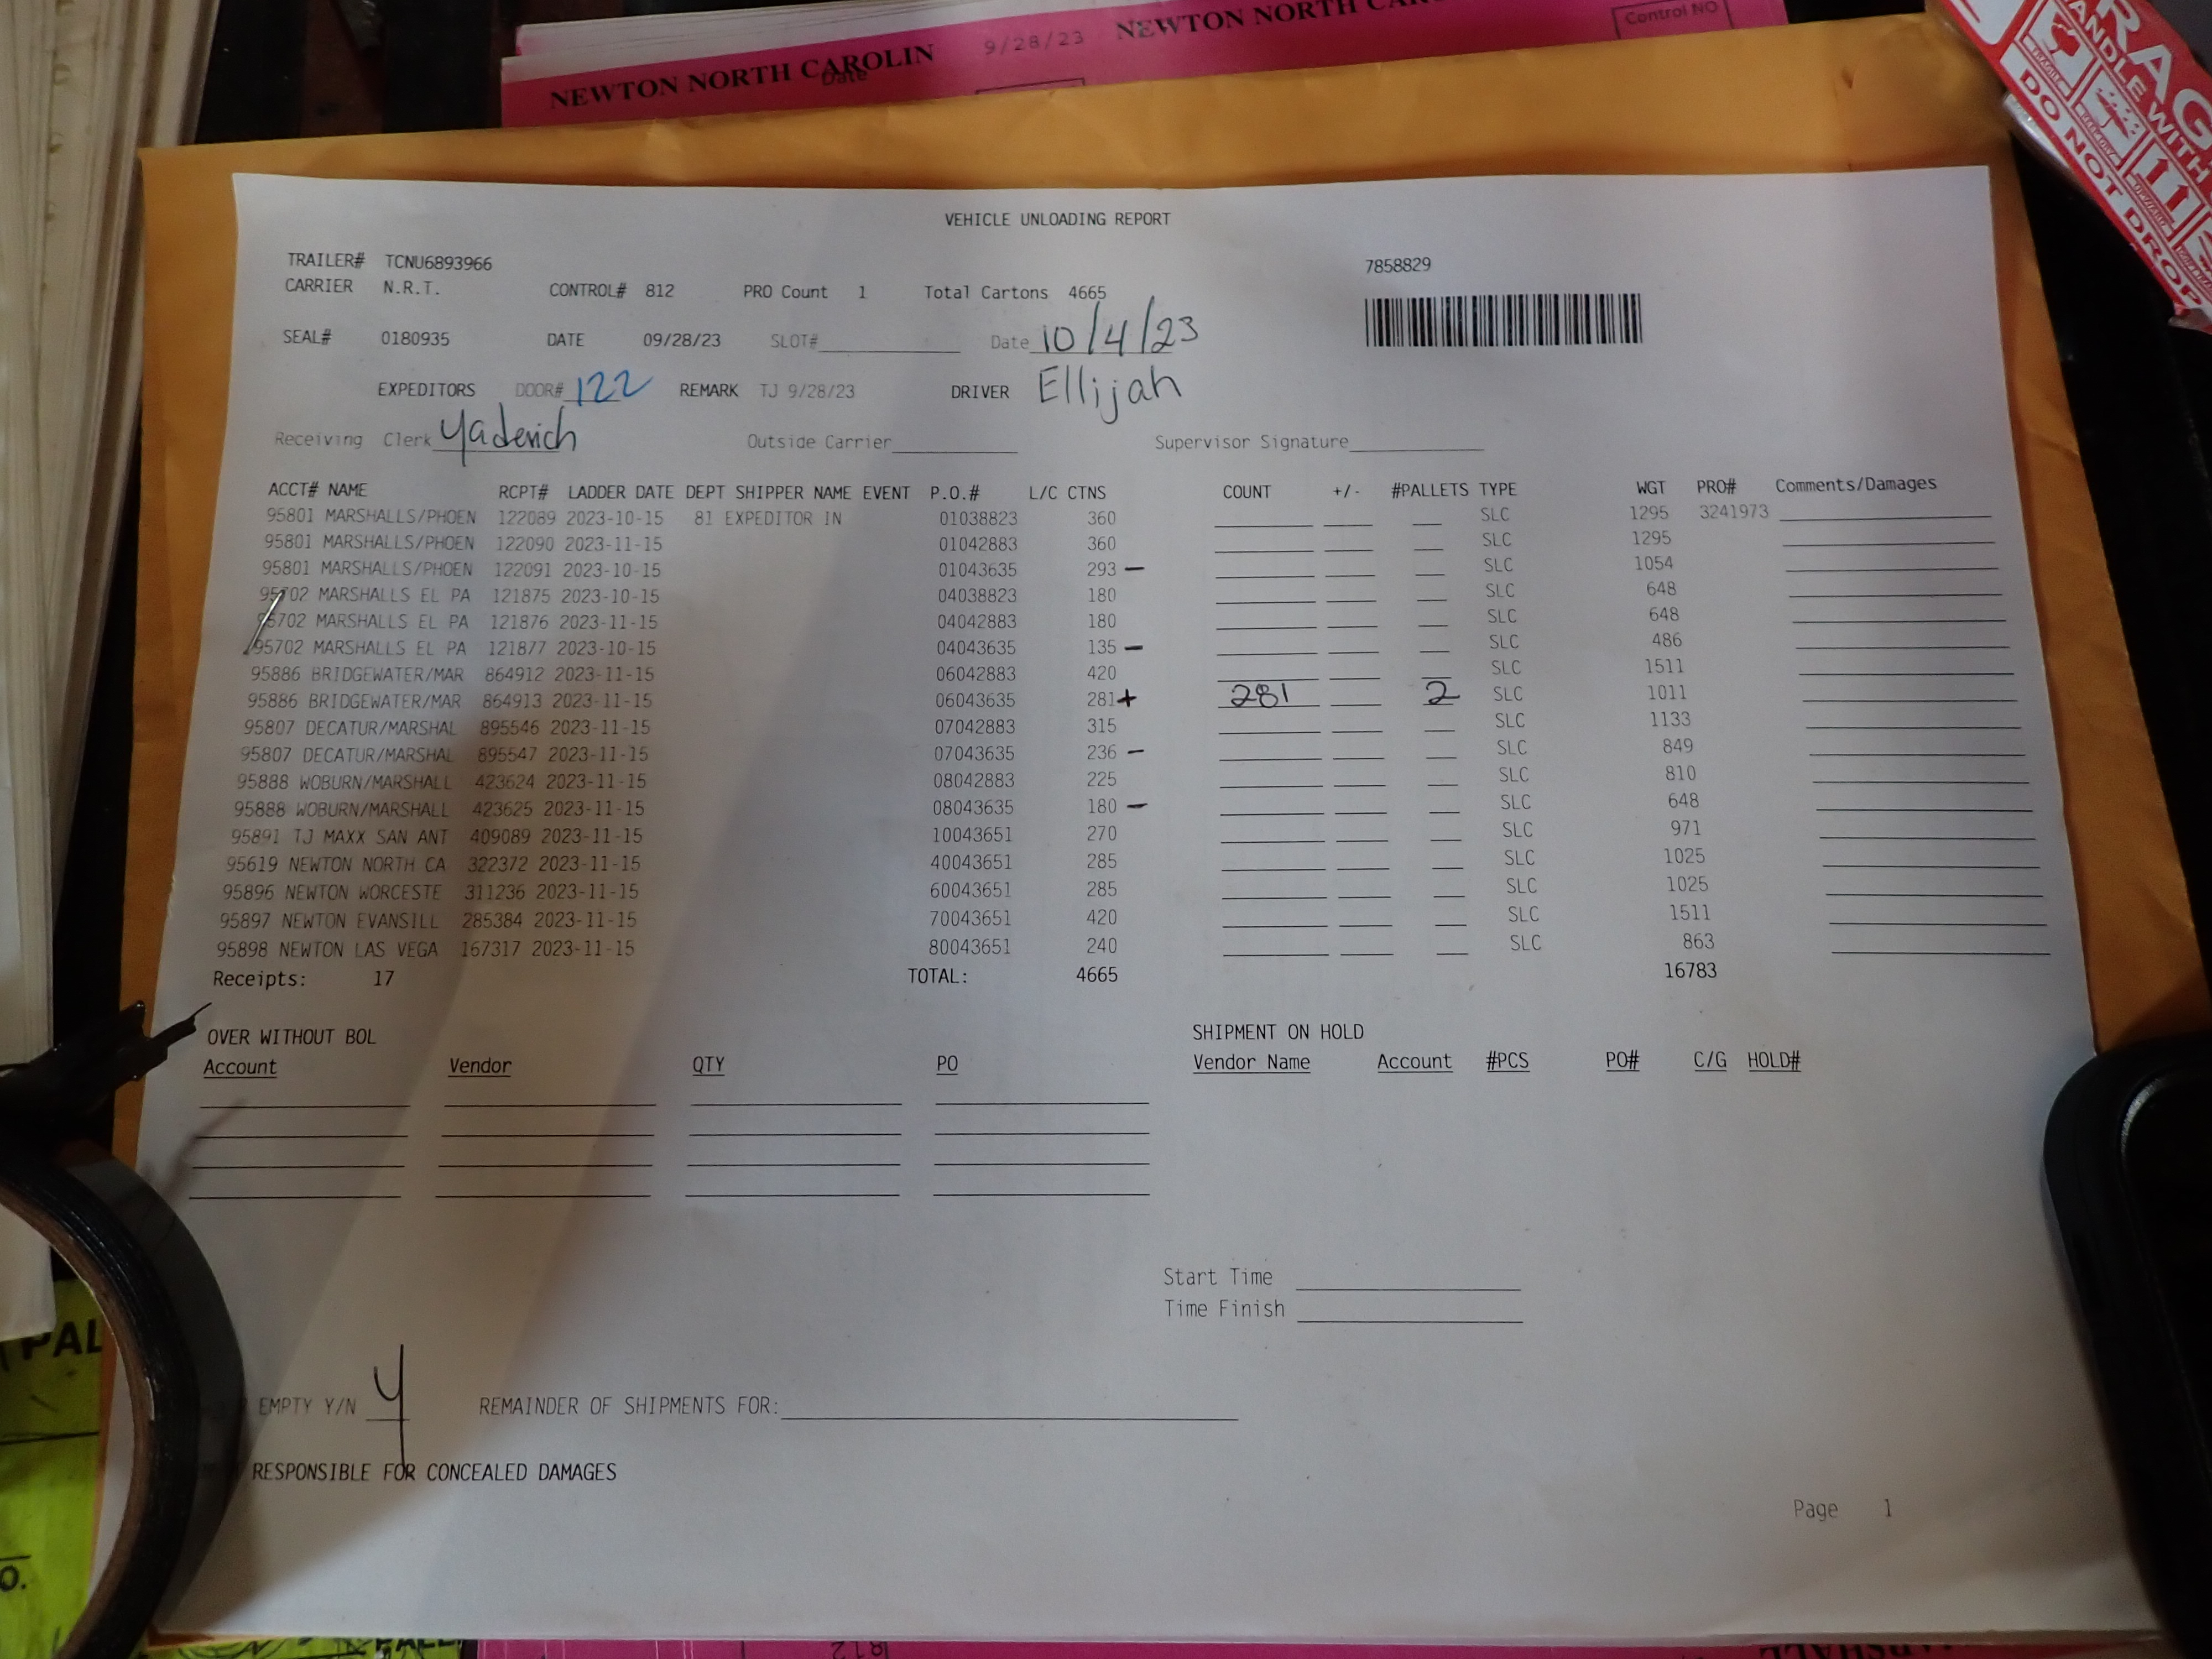 NEWTON NORTH CAROLIN 9/28/23 NEWTON NORTH
Date
Control NO
HANDLE WITH
DO NOT DROP
VEHICLE UNLOADING REPORT
TRAILER# TCNU6893966 7858829
CARRIER N.R.T. CONTROL# 812 PRO Count 1 Total Cartons 4665
SEAL# 0180935 DATE 09/28/23 SLOT# Date 10/4/23
EXPEDITORS DOOR# 122 REMARK TJ 9/28/23 DRIVER Ellijah
Receiving Clerk Yaderich Outside Carrier Supervisor Signature
ACCT# NAME RCPT# LADDER DATE DEPT SHIPPER NAME EVENT P.O.# L/C CTNS COUNT +/- #PALLETS TYPE WGT PRO# Comments/Damages
95801 MARSHALLS/PHOEN 122089 2023-10-15 81 EXPEDITOR IN 01038823 360 SLC 1295 3241973
95801 MARSHALLS/PHOEN 122090 2023-11-15 01042883 360 SLC 1295
95801 MARSHALLS/PHOEN 122091 2023-10-15 01043635 293 - SLC 1054
95702 MARSHALLS EL PA 121875 2023-10-15 04038823 180 SLC 648
95702 MARSHALLS EL PA 121876 2023-11-15 04042883 180 SLC 648
95702 MARSHALLS EL PA 121877 2023-10-15 04043635 135 - SLC 486
95886 BRIDGEWATER/MAR 864912 2023-11-15 06042883 420 SLC 1511
95886 BRIDGEWATER/MAR 864913 2023-11-15 06043635 281 + 281 2 SLC 1011
95807 DECATUR/MARSHAL 895546 2023-11-15 07042883 315 SLC 1133
95807 DECATUR/MARSHAL 895547 2023-11-15 07043635 236 - SLC 849
95888 WOBURN/MARSHALL 423624 2023-11-15 08042883 225 SLC 810
95888 WOBURN/MARSHALL 423625 2023-11-15 08043635 180 - SLC 648
95891 TJ MAXX SAN ANT 409089 2023-11-15 10043651 270 SLC 971
95619 NEWTON NORTH CA 322372 2023-11-15 40043651 285 SLC 1025
95896 NEWTON WORCESTE 311236 2023-11-15 60043651 285 SLC 1025
95897 NEWTON EVANSILL 285384 2023-11-15 70043651 420 SLC 1511
95898 NEWTON LAS VEGA 167317 2023-11-15 80043651 240 SLC 863
Receipts: 17 TOTAL: 4665 16783
OVER WITHOUT BOL SHIPMENT ON HOLD
Account Vendor QTY PO Vendor Name Account #PCS PO# C/G HOLD#
Start Time
Time Finish
EMPTY Y/N Y REMAINDER OF SHIPMENTS FOR:
RESPONSIBLE FOR CONCEALED DAMAGES
Page 1
812